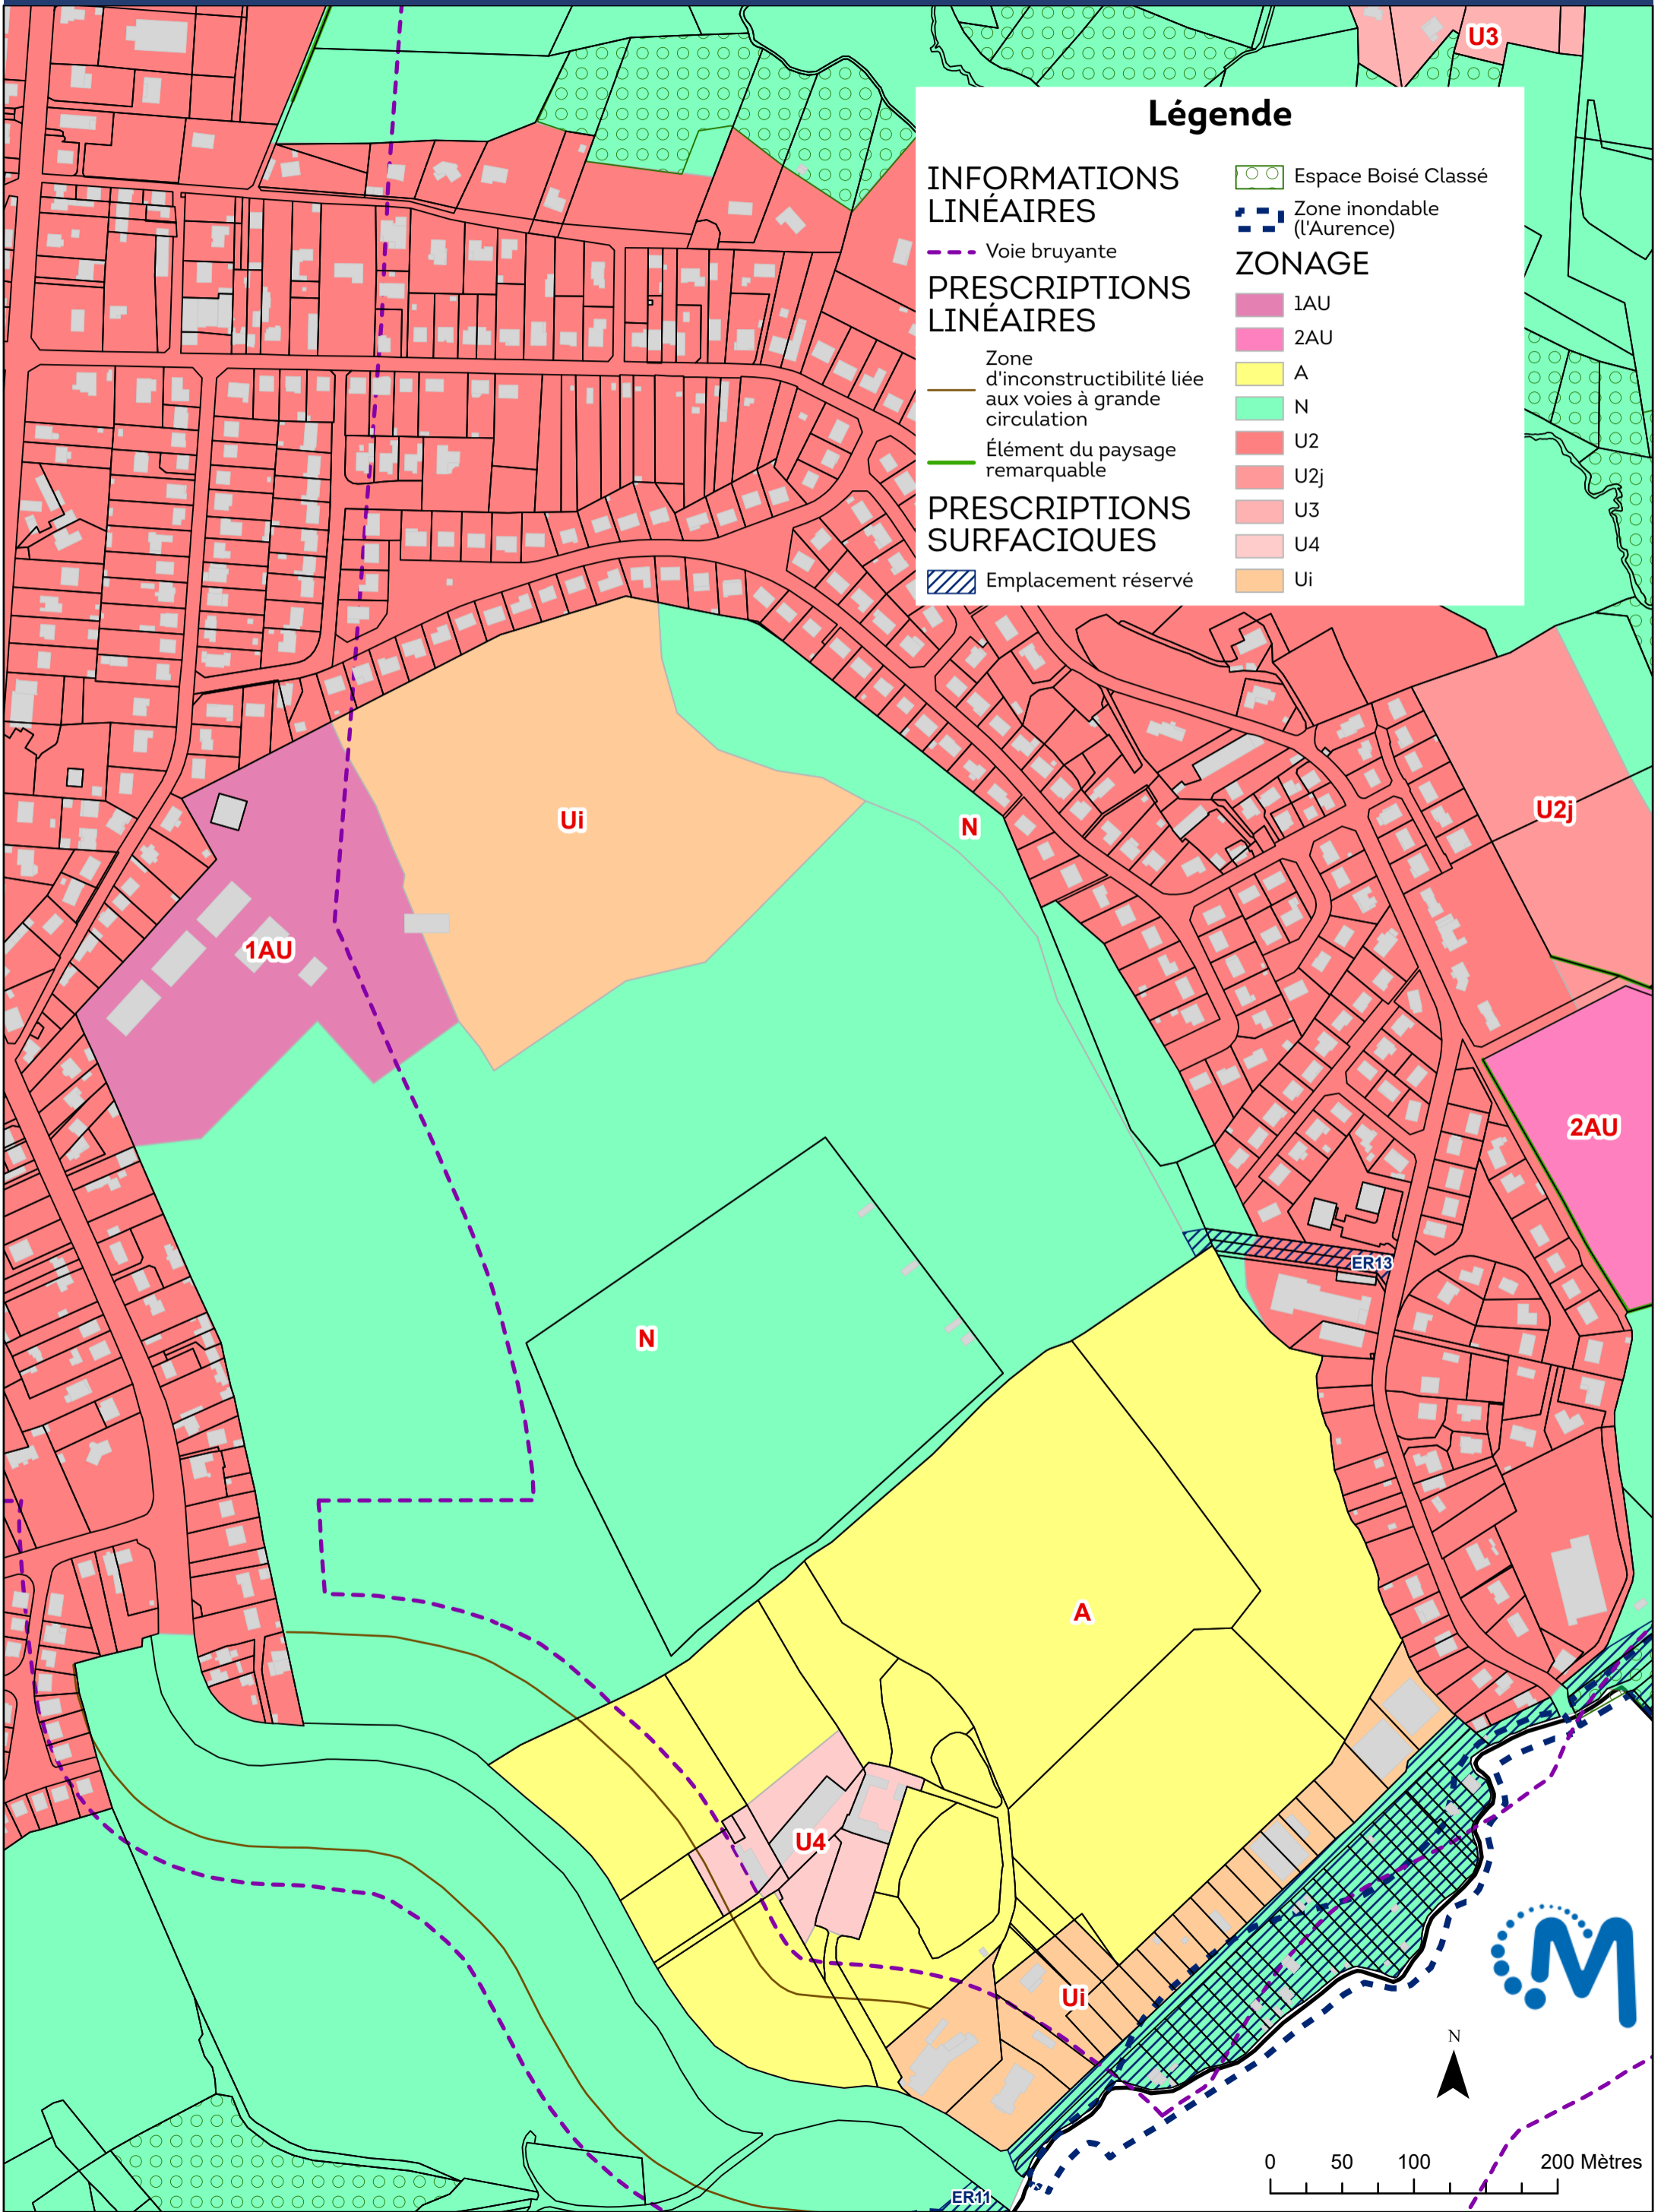 U3
Légende
INFORMATIONS
LINÉAIRES
Voie bruyante
PRESCRIPTIONS
LINÉAIRES
Zone
d'inconstructibilité liée
aux voies à grande
circulation
Élément du paysage
remarquable
PRESCRIPTIONS
SURFACIQUES
Emplacement réservé
Espace Boisé Classé
Zone inondable
(l'Aurence)
ZONAGE
1AU
2AU
A
N
U2
U2j
U3
U4
Ui
Ui
N
U2j
1AU
2AU
ER13
N
A
U4
Ui
M
N
0 50 100 200 Mètres
ER11